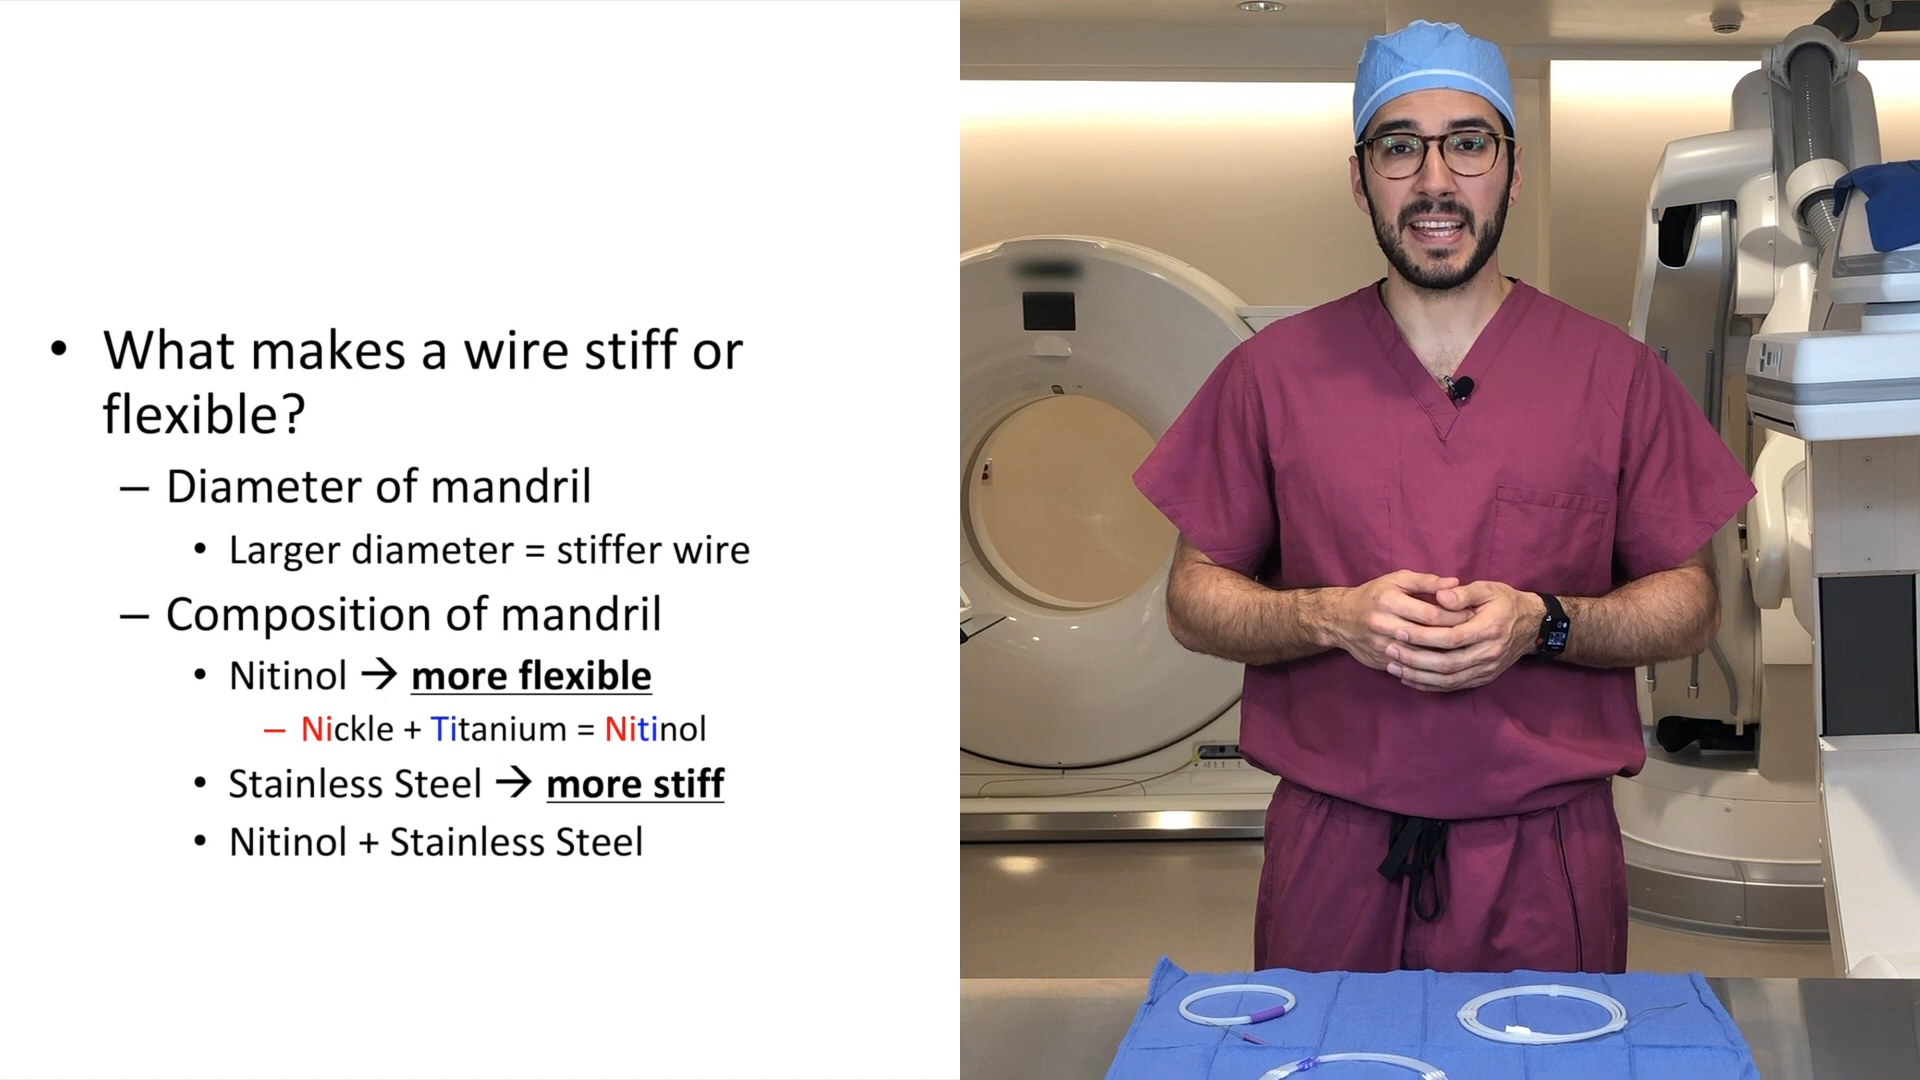 • What makes a wire stiff or
flexible?
– Diameter of mandril
• Larger diameter = stiffer wire
– Composition of mandril
• Nitinol → more flexible
– Nickle + Titanium = Nitinol
• Stainless Steel → more stiff
• Nitinol + Stainless Steel